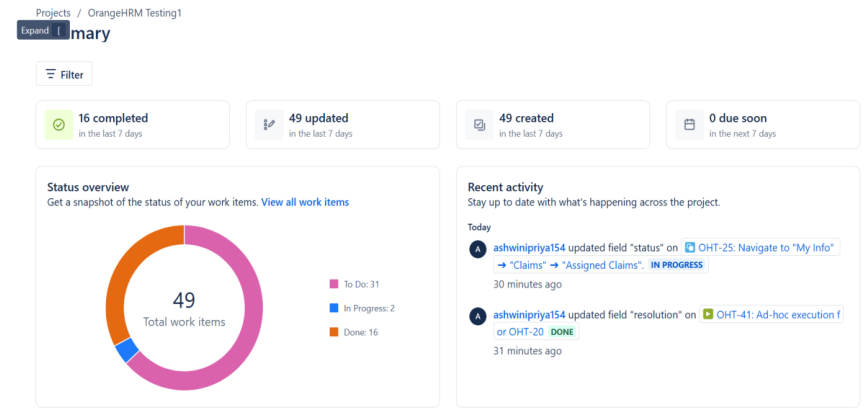 Projects / OrangeHRM Testing1
Expand [
mary
Filter
16 completed
in the last 7 days
49 updated
in the last 7 days
49 created
in the last 7 days
0 due soon
in the next 7 days
Status overview
Get a snapshot of the status of your work items. View all work items
49
Total work items
To Do: 31
In Progress: 2
Done: 16
Recent activity
Stay up to date with what's happening across the project.
Today
A
ashwinipriya154 updated field "status" on OHT-25: Navigate to "My Info"
➔ "Claims" ➔ "Assigned Claims". IN PROGRESS
30 minutes ago
A
ashwinipriya154 updated field "resolution" on OHT-41: Ad-hoc execution f
or OHT-20 DONE
31 minutes ago